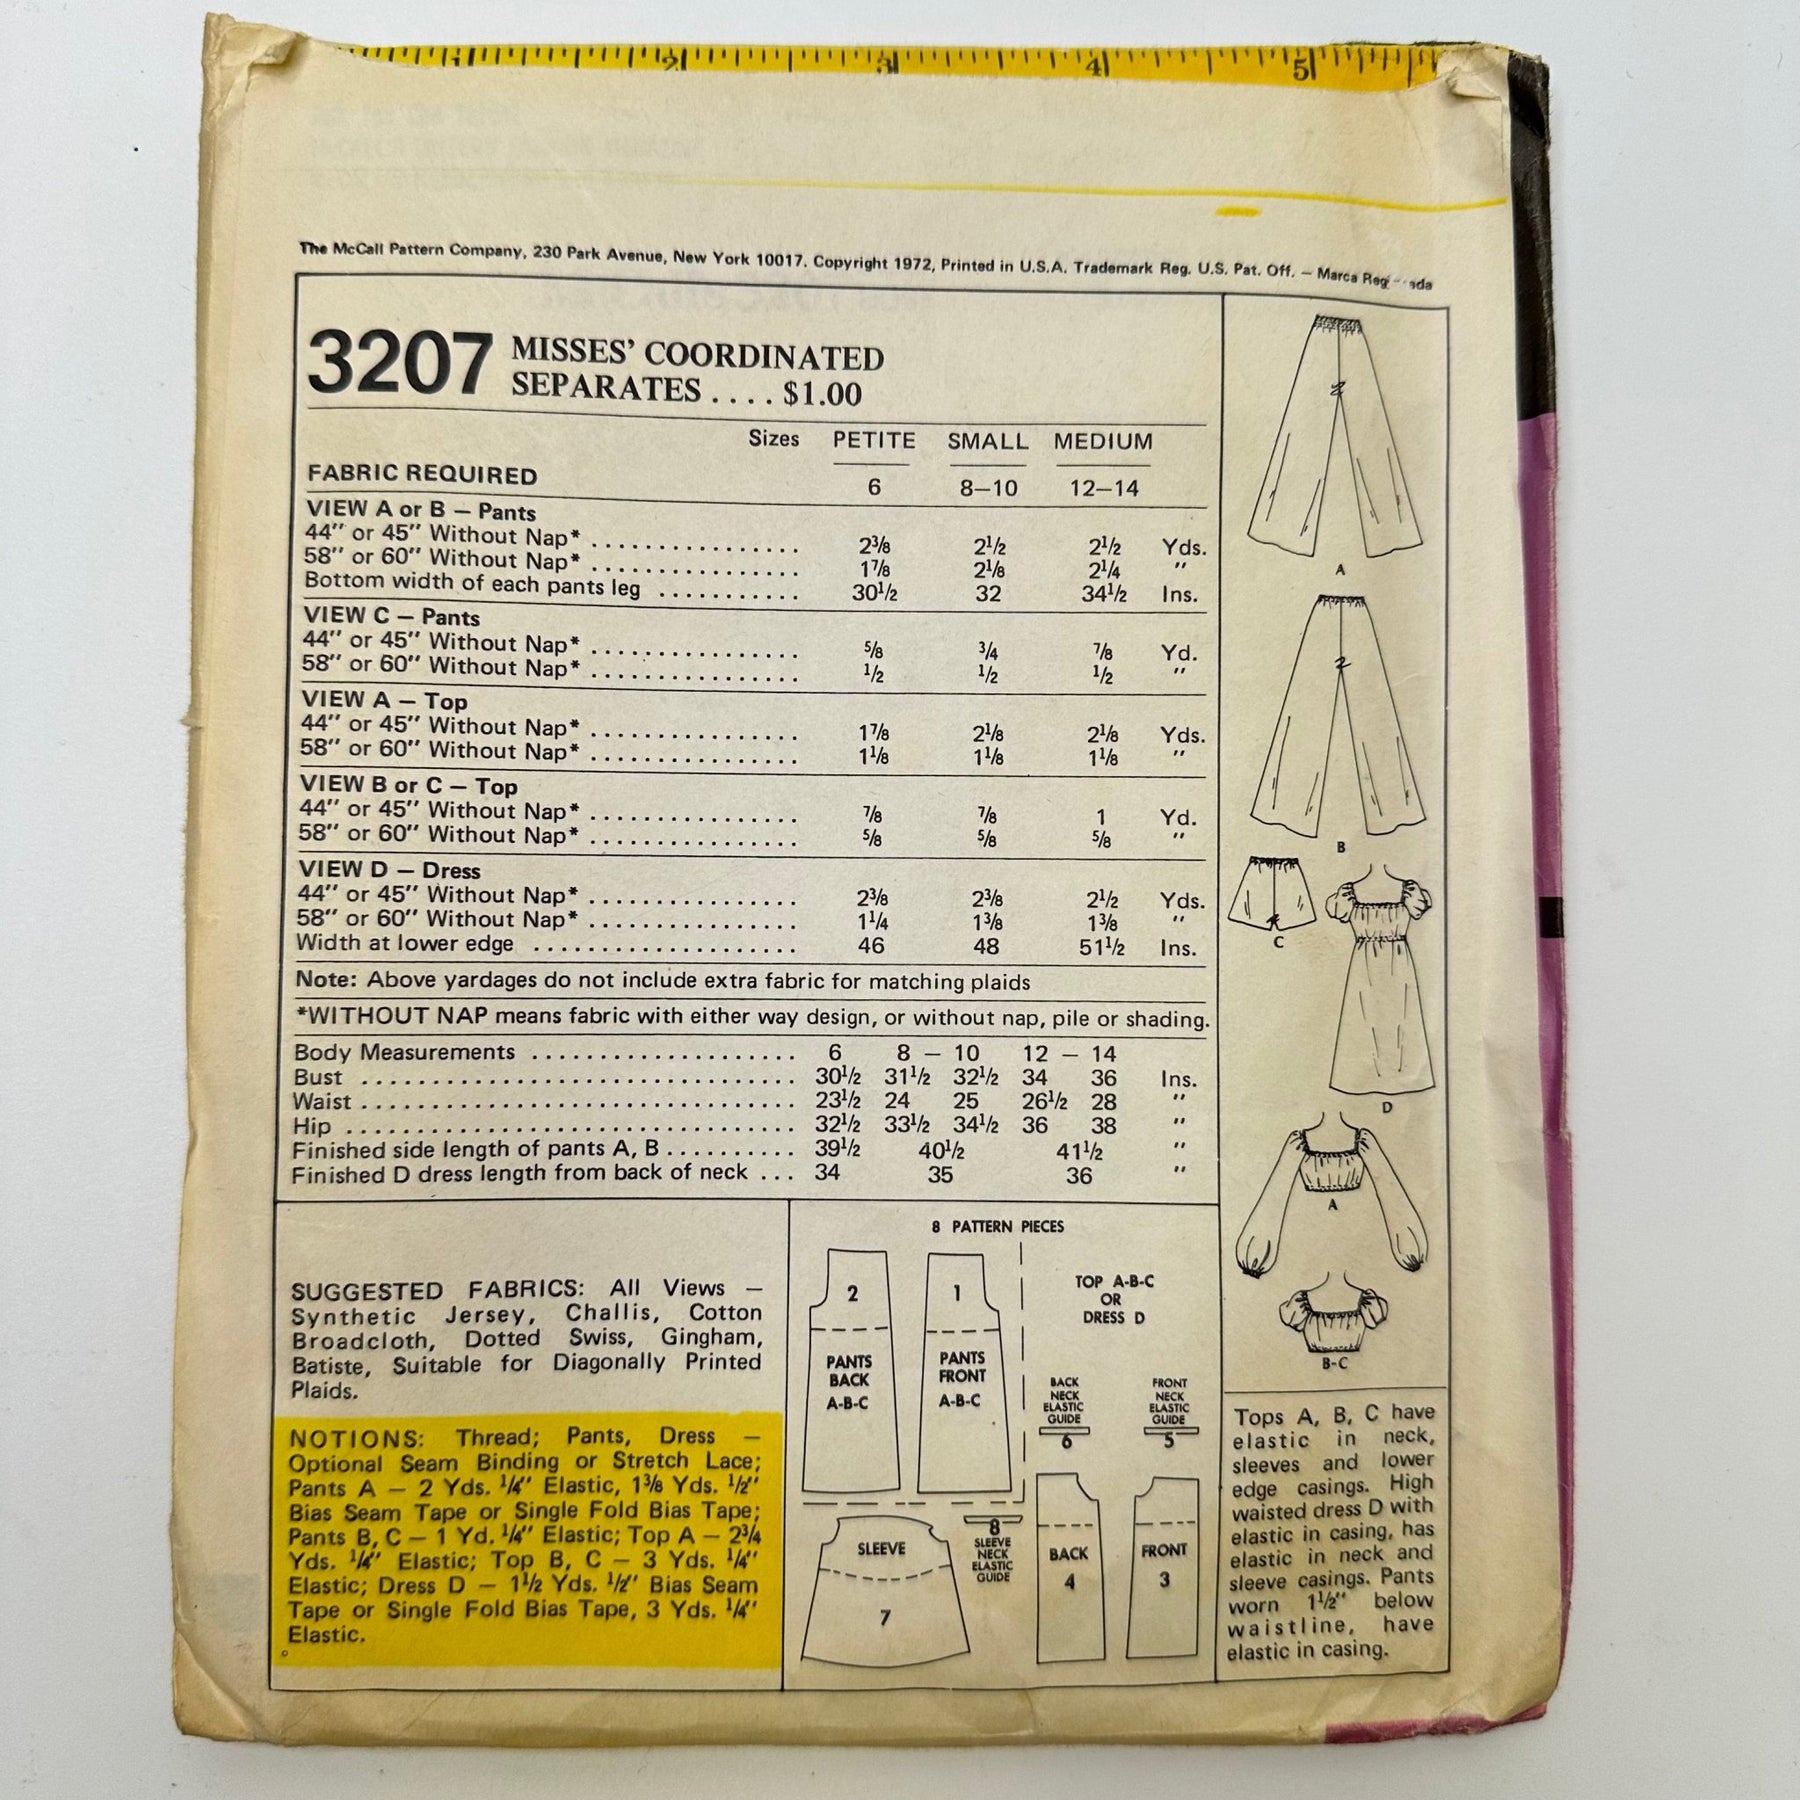 1 2 3 4 5
The McCall Pattern Company, 230 Park Avenue, New York 10017. Copyright 1972, Printed in U.S.A. Trademark Reg. U.S. Pat. Off. — Marca
3207 MISSES' COORDINATED
SEPARATES .... $1.00
Sizes PETITE SMALL MEDIUM
FABRIC REQUIRED 6 8—10 12—14
VIEW A or B — Pants
44" or 45" Without Nap* ................ 2⅜ 2½ 2½ Yds.
58" or 60" Without Nap* ................ 1⅞ 2⅛ 2¼ "
Bottom width of each pants leg ........... 30½ 32 34½ Ins.
VIEW C — Pants
44" or 45" Without Nap* ................ ⅝ ¾ ⅞ Yd.
58" or 60" Without Nap* ................ ½ ½ ½ "
VIEW A — Top
44" or 45" Without Nap* ................ 1⅞ 2⅛ 2⅛ Yds.
58" or 60" Without Nap* ................ 1⅛ 1⅛ 1⅛ "
VIEW B or C — Top
44" or 45" Without Nap* ................ ⅞ ⅞ 1 Yd.
58" or 60" Without Nap* ................ ⅝ ⅝ ⅝ "
VIEW D — Dress
44" or 45" Without Nap* ................ 2⅜ 2⅜ 2½ Yds.
58" or 60" Without Nap* ................ 1¼ 1⅜ 1⅜ "
Width at lower edge .................... 46 48 51½ Ins.
Note: Above yardages do not include extra fabric for matching plaids
*WITHOUT NAP means fabric with either way design, or without nap, pile or shading.
Body Measurements .................... 6 8 — 10 12 — 14
Bust ................................. 30½ 31½ 32½ 34 36 Ins.
Waist ................................. 23½ 24 25 26½ 28 "
Hip .................................. 32½ 33½ 34½ 36 38 "
Finished side length of pants A, B .......... 39½ 40½ 41½ "
Finished D dress length from back of neck ... 34 35 36 "
SUGGESTED FABRICS: All Views —
Synthetic Jersey, Challis, Cotton
Broadcloth, Dotted Swiss, Gingham,
Batiste, Suitable for Diagonally Printed
Plaids.
NOTIONS: Thread; Pants, Dress —
Optional Seam Binding or Stretch Lace;
Pants A — 2 Yds. ¼" Elastic, 1⅜ Yds. ½"
Bias Seam Tape or Single Fold Bias Tape;
Pants B, C — 1 Yd. ¼" Elastic; Top A — 2¾
Yds. ¼" Elastic; Top B, C — 3 Yds. ¼"
Elastic; Dress D — 1½ Yds. ½" Bias Seam
Tape or Single Fold Bias Tape, 3 Yds. ¼"
Elastic.
8 PATTERN PIECES
2
PANTS
BACK
A-B-C
1
PANTS
FRONT
A-B-C
TOP A-B-C
OR
DRESS D
BACK
NECK
ELASTIC
GUIDE
6
FRONT
NECK
ELASTIC
GUIDE
5
SLEEVE
7
8
SLEEVE
NECK
ELASTIC
GUIDE
BACK
4
FRONT
3
A
B
C
D
A
B-C
Tops A, B, C have
elastic in neck,
sleeves and lower
edge casings. High
waisted dress D with
elastic in casing, has
elastic in neck and
sleeve casings. Pants
worn 1½" below
waistline, have
elastic in casing.